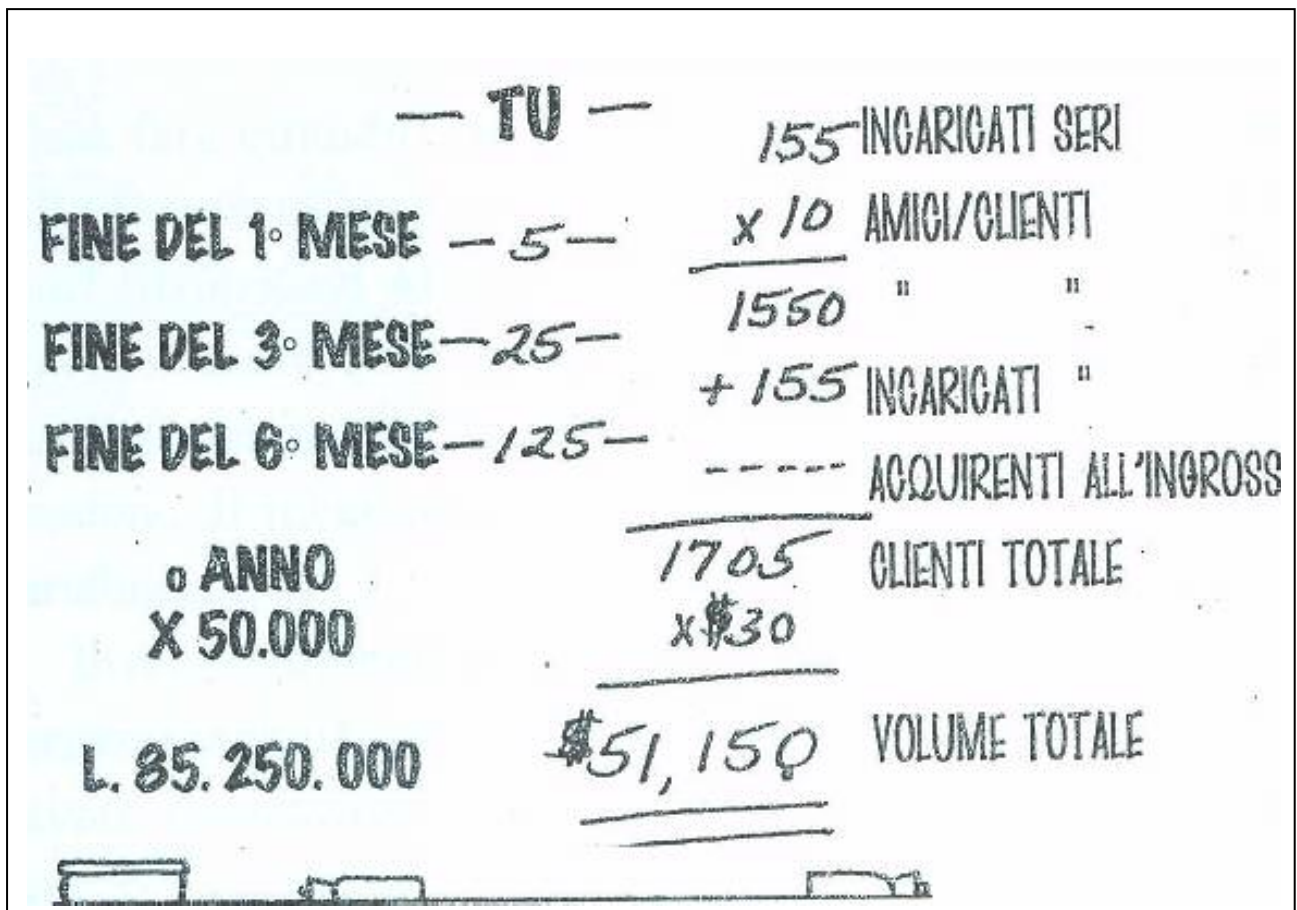 — TU —
155 INCARICATI SERI
FINE DEL 1° MESE — 5 —
x 10 AMICI/CLIENTI
1550 " "
FINE DEL 3° MESE — 25 —
+ 155 INCARICATI "
FINE DEL 6° MESE — 125 —
----- ACQUIRENTI ALL'INGROSS
o ANNO
1705 CLIENTI TOTALE
X 50.000
x $30
L. 85.250.000
$51,150 VOLUME TOTALE